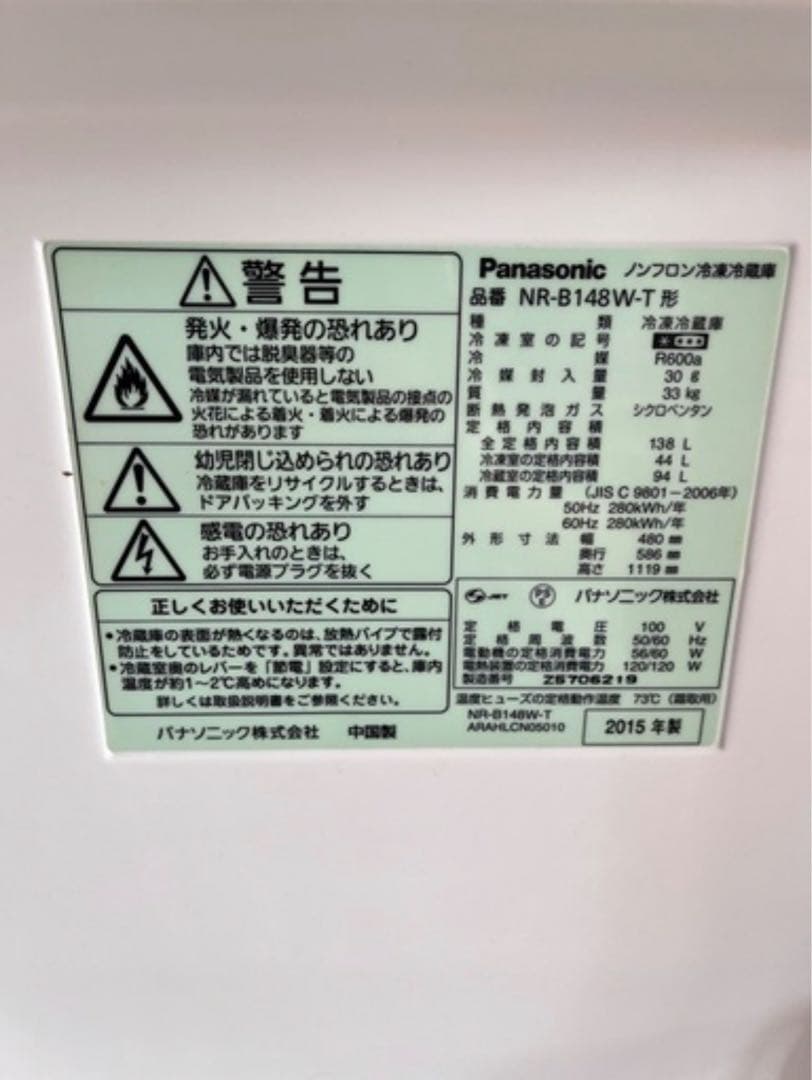 警告
発火・爆発の恐れあり
庫内では脱臭器等の
電気製品を使用しない
冷媒が漏れていると電気製品の接点の
火花による着火・着火による爆発の
恐れがあります
幼児閉じ込められの恐れあり
冷蔵庫をリサイクルするときは、
ドアパッキングを外す
感電の恐れあり
お手入れのときは、
必ず電源プラグを抜く
正しくお使いいただくために
•冷蔵庫の表面が熱くなるのは、放熱パイプで露付
防止をしているためです。異常ではありません。
•冷蔵室奥のレバーを「節電」設定にすると、庫内
温度が約1〜2℃高めになります。
詳しくは取扱説明書をご参照ください。
パナソニック株式会社 中国製
Panasonic ノンフロン冷凍冷蔵庫
品番 NR-B148W-T 形
種類 冷凍冷蔵庫
冷凍室の記号
冷媒 R600a
冷媒封入量 30 g
質量 33 kg
断熱発泡ガス シクロペンタン
定格内容積
全定格内容積 138 L
冷凍室の定格内容積 44 L
冷蔵室の定格内容積 94 L
消費電力量 (JIS C 9801-2006年)
50Hz 280kWh/年
60Hz 280kWh/年
外形寸法 幅 480 ㎜
奥行 586 ㎜
高さ 1119 ㎜
JET PS E パナソニック株式会社
定格電圧 100 V
定格周波数 50/60 Hz
電動機の定格消費電力 56/60 W
電熱装置の定格消費電力 120/120 W
製造番号 Z5706219
温度ヒューズの定格動作温度 73℃ (霜取用)
NR-B148W-T
ARAHLCN05010
2015 年製